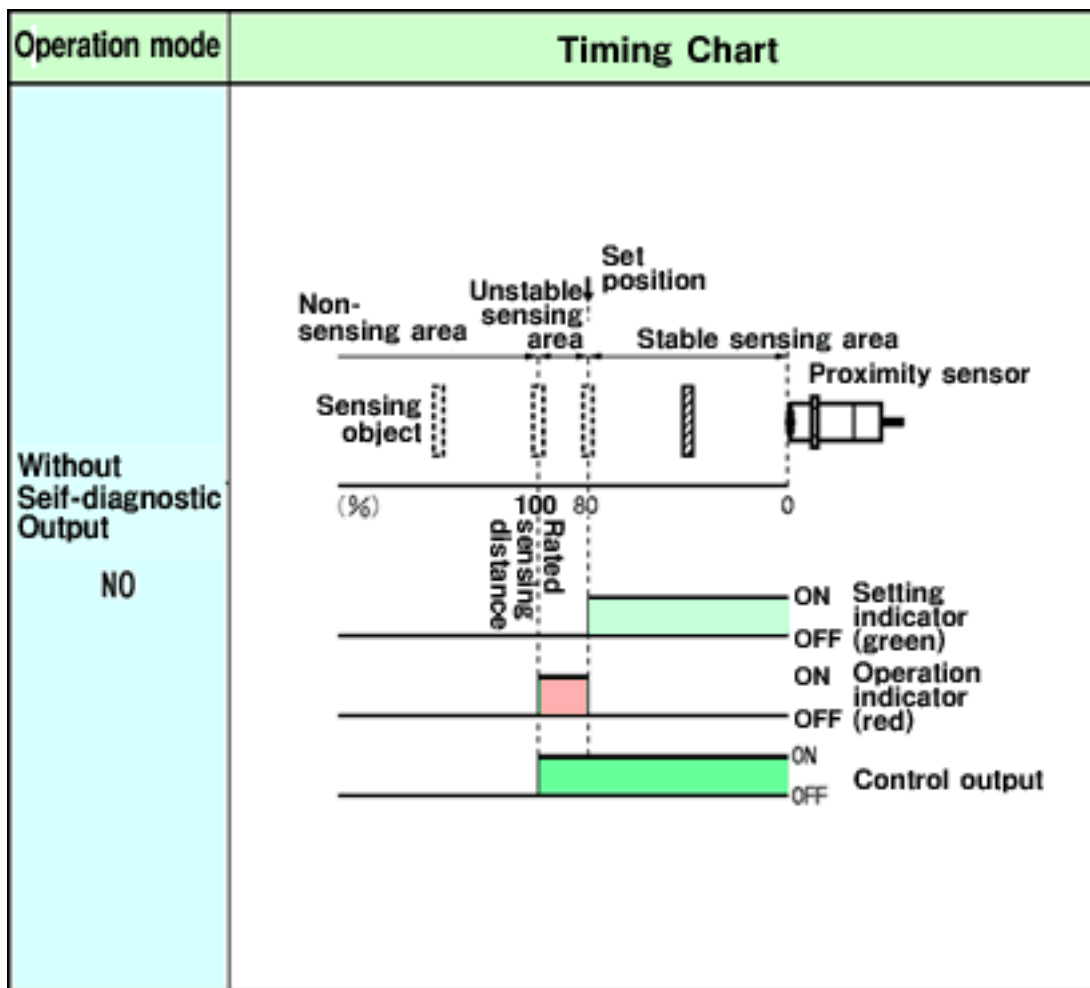 Operation mode
Timing Chart
Without
Seif-diagnostic
Output
NO
Set
position
Non-
sensing area
Unstable
sensing
area
Stable sensing area
Proximity sensor
Sensing
object
(%)
100
80
0
Rated
sensing
distance
ON
OFF
Setting
indicator
(green)
ON
OFF
Operation
indicator
(red)
ON
OFF
Control output